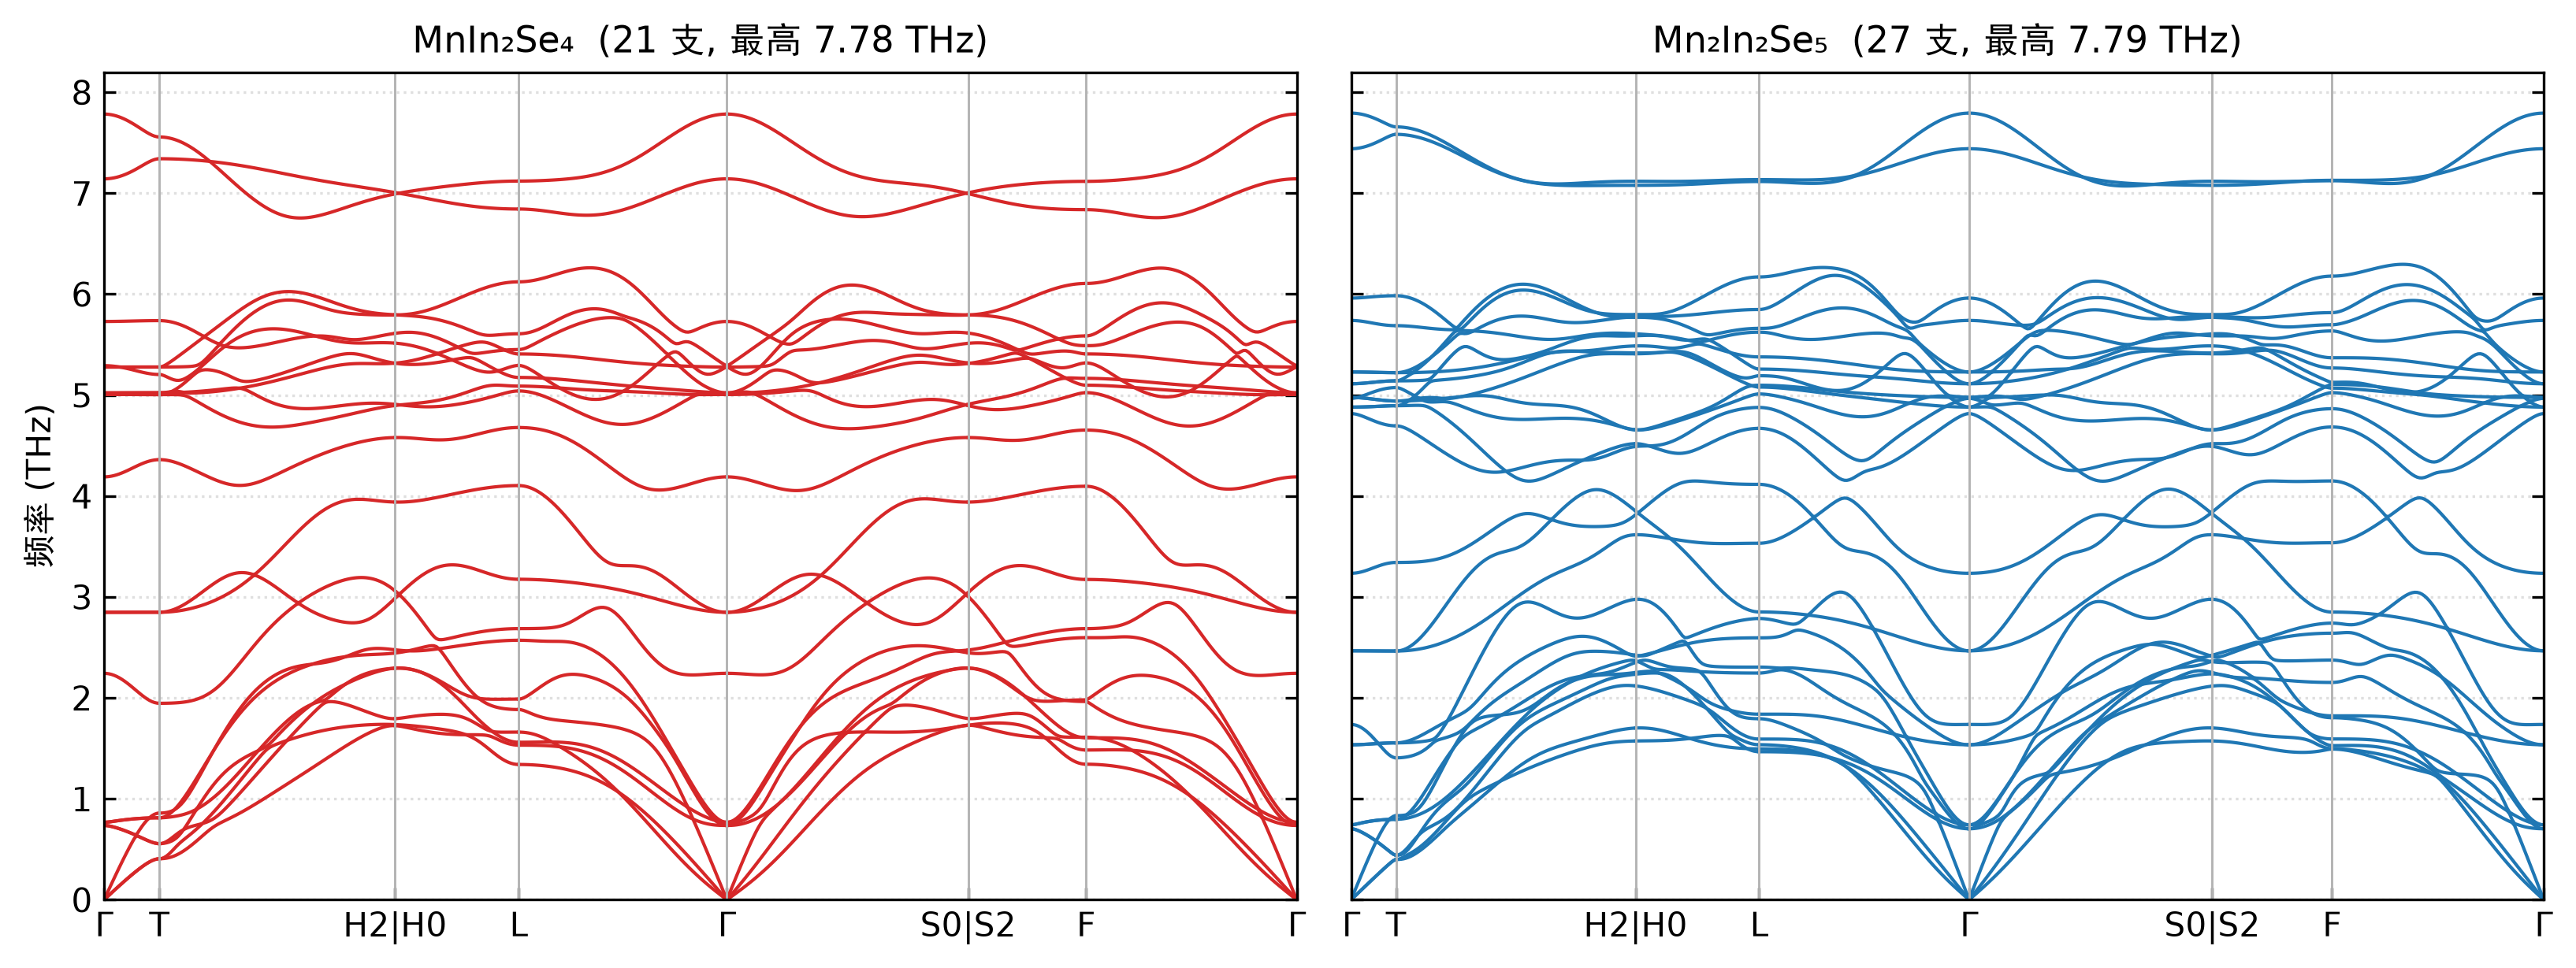 MnIn₂Se₄ (21 支, 最高 7.78 THz)
Mn₂In₂Se₅ (27 支, 最高 7.79 THz)
频率 (THz)
8
7
6
5
4
3
2
1
0
Γ T H2|H0 L Γ S0|S2 F Γ
Γ T H2|H0 L Γ S0|S2 F Γ